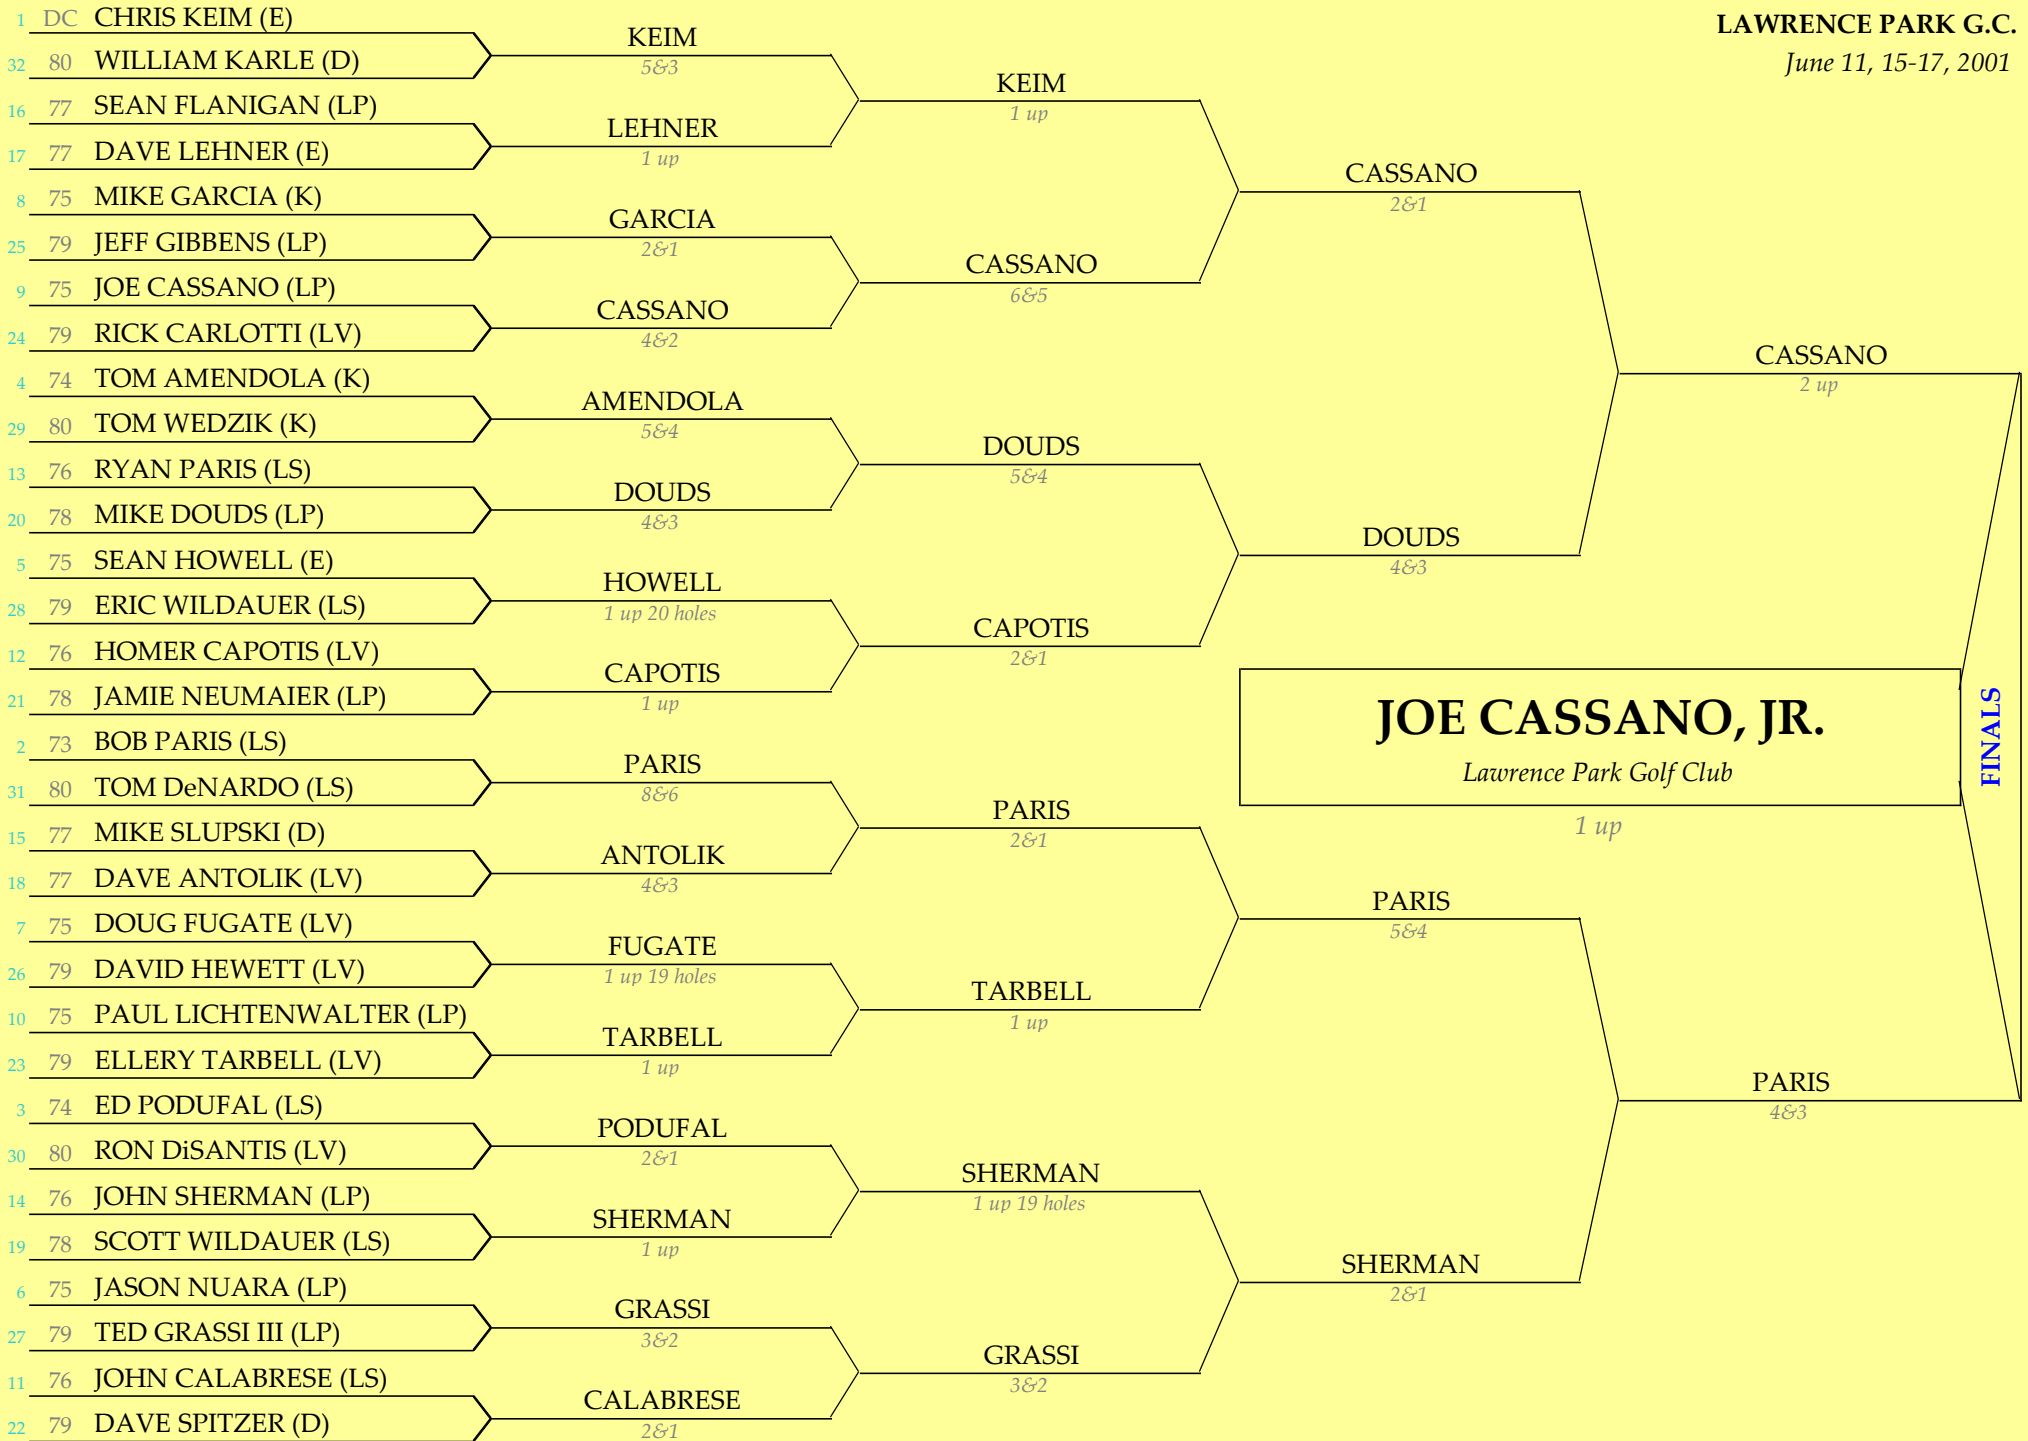 LAWRENCE PARK G.C.
June 11, 15-17, 2001
1 DC CHRIS KEIM (E)
32 80 WILLIAM KARLE (D)
16 77 SEAN FLANIGAN (LP)
17 77 DAVE LEHNER (E)
8 75 MIKE GARCIA (K)
25 79 JEFF GIBBENS (LP)
9 75 JOE CASSANO (LP)
24 79 RICK CARLOTTI (LV)
4 74 TOM AMENDOLA (K)
29 80 TOM WEDZIK (K)
13 76 RYAN PARIS (LS)
20 78 MIKE DOUDS (LP)
5 75 SEAN HOWELL (E)
28 79 ERIC WILDAUER (LS)
12 76 HOMER CAPOTIS (LV)
21 78 JAMIE NEUMAIER (LP)
2 73 BOB PARIS (LS)
31 80 TOM DeNARDO (LS)
15 77 MIKE SLUPSKI (D)
18 77 DAVE ANTOLIK (LV)
7 75 DOUG FUGATE (LV)
26 79 DAVID HEWETT (LV)
10 75 PAUL LICHTENWALTER (LP)
23 79 ELLERY TARBELL (LV)
3 74 ED PODUFAL (LS)
30 80 RON DiSANTIS (LV)
14 76 JOHN SHERMAN (LP)
19 78 SCOTT WILDAUER (LS)
6 75 JASON NUARA (LP)
27 79 TED GRASSI III (LP)
11 76 JOHN CALABRESE (LS)
22 79 DAVE SPITZER (D)
KEIM
5&3
LEHNER
1 up
GARCIA
2&1
CASSANO
4&2
AMENDOLA
5&4
DOUDS
4&3
HOWELL
1 up 20 holes
CAPOTIS
1 up
PARIS
8&6
ANTOLIK
4&3
FUGATE
1 up 19 holes
TARBELL
1 up
PODUFAL
2&1
SHERMAN
1 up
GRASSI
3&2
CALABRESE
2&1
KEIM
1 up
CASSANO
6&5
DOUDS
5&4
CAPOTIS
2&1
PARIS
2&1
TARBELL
1 up
SHERMAN
1 up 19 holes
GRASSI
3&2
CASSANO
2&1
DOUDS
4&3
PARIS
5&4
SHERMAN
2&1
CASSANO
2 up
PARIS
4&3
JOE CASSANO, JR.
Lawrence Park Golf Club
1 up
FINALS